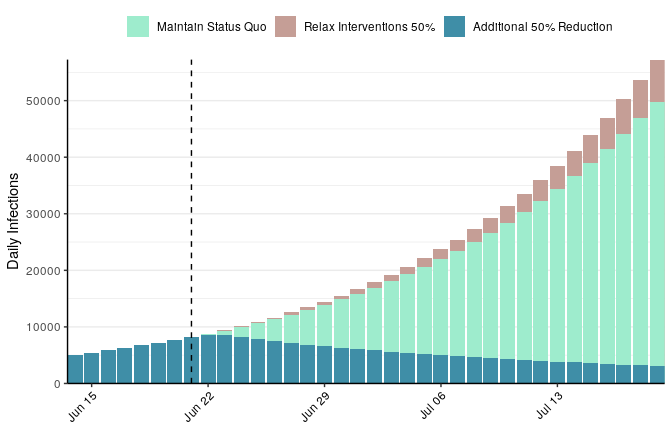 Maintain Status Quo Relax Interventions 50% Additional 50% Reduction
Daily Infections
50000
40000
30000
20000
10000
0
Jun 15 Jun 22 Jun 29 Jul 06 Jul 13